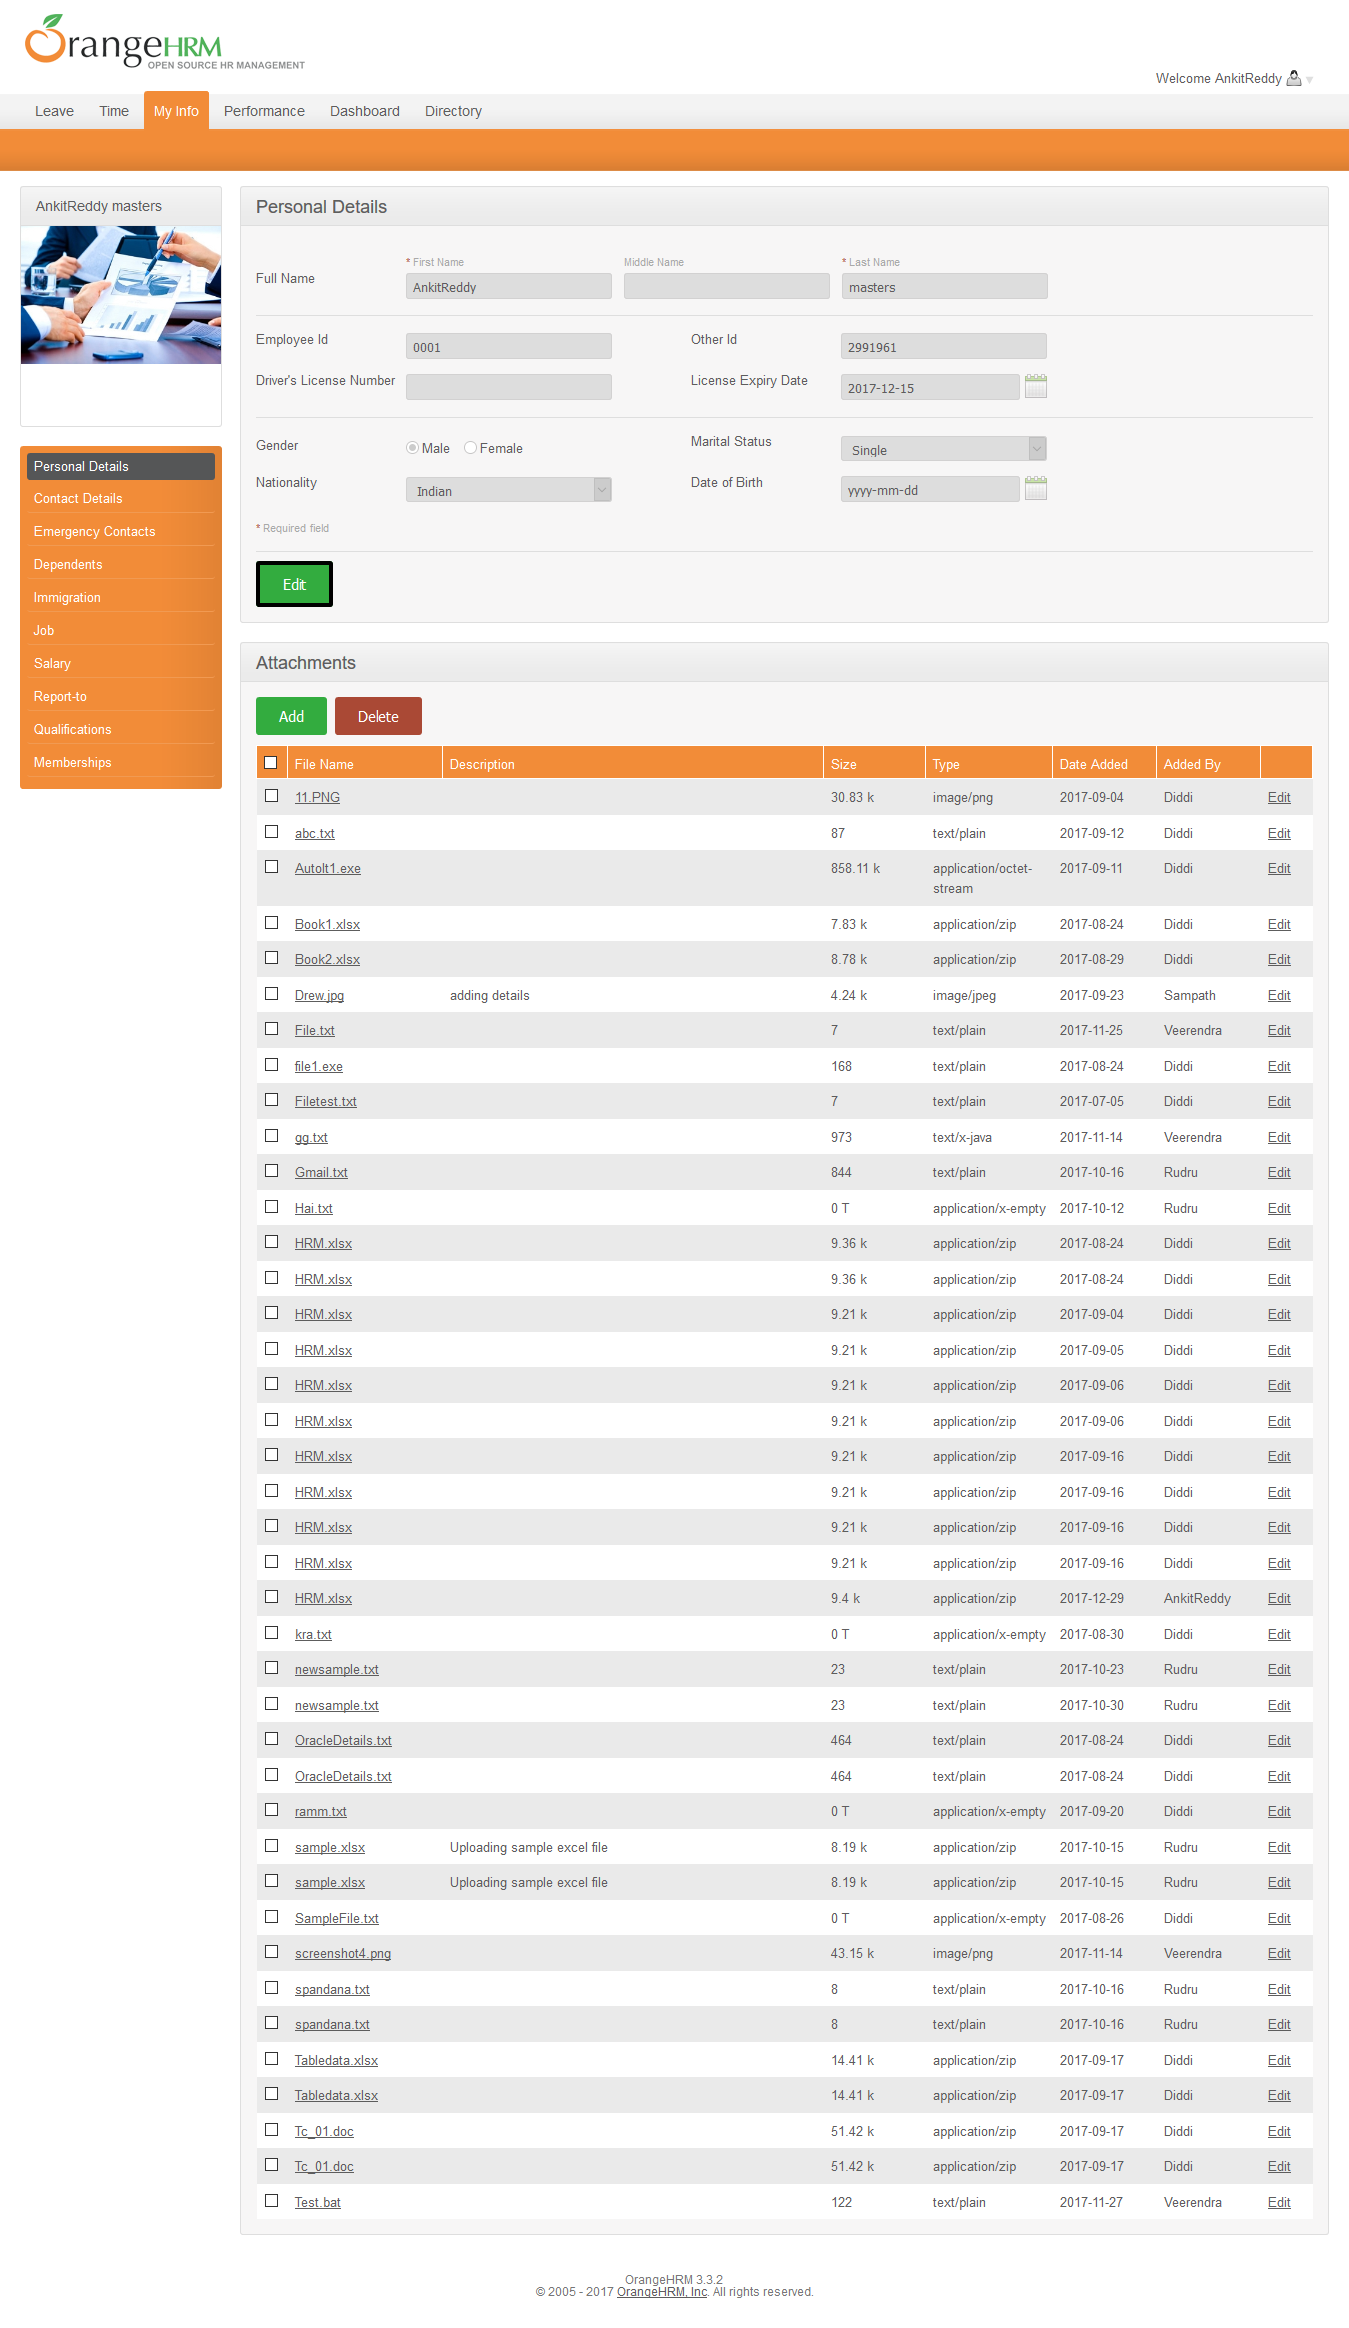 OrangeHRM
OPEN SOURCE HR MANAGEMENT
Welcome AnkitReddy
Leave Time My Info Performance Dashboard Directory
AnkitReddy masters
Personal Details
Contact Details
Emergency Contacts
Dependents
Immigration
Job
Salary
Report-to
Qualifications
Memberships
Personal Details
* First Name Middle Name * Last Name
Full Name AnkitReddy masters
Employee Id 0001 Other Id 2991961
Driver's License Number License Expiry Date 2017-12-15
Gender Male Female Marital Status Single
Nationality Indian Date of Birth yyyy-mm-dd
* Required field
Edit
Attachments
Add Delete
File Name Description Size Type Date Added Added By
11.PNG 30.83 k image/png 2017-09-04 Diddi Edit
abc.txt 87 text/plain 2017-09-12 Diddi Edit
AutoIt1.exe 858.11 k application/octet-stream 2017-09-11 Diddi Edit
Book1.xlsx 7.83 k application/zip 2017-08-24 Diddi Edit
Book2.xlsx 8.78 k application/zip 2017-08-29 Diddi Edit
Drew.jpg adding details 4.24 k image/jpeg 2017-09-23 Sampath Edit
File.txt 7 text/plain 2017-11-25 Veerendra Edit
file1.exe 168 text/plain 2017-08-24 Diddi Edit
Filetest.txt 7 text/plain 2017-07-05 Diddi Edit
gg.txt 973 text/x-java 2017-11-14 Veerendra Edit
Gmail.txt 844 text/plain 2017-10-16 Rudru Edit
Hai.txt 0 T application/x-empty 2017-10-12 Rudru Edit
HRM.xlsx 9.36 k application/zip 2017-08-24 Diddi Edit
HRM.xlsx 9.36 k application/zip 2017-08-24 Diddi Edit
HRM.xlsx 9.21 k application/zip 2017-09-04 Diddi Edit
HRM.xlsx 9.21 k application/zip 2017-09-05 Diddi Edit
HRM.xlsx 9.21 k application/zip 2017-09-06 Diddi Edit
HRM.xlsx 9.21 k application/zip 2017-09-06 Diddi Edit
HRM.xlsx 9.21 k application/zip 2017-09-16 Diddi Edit
HRM.xlsx 9.21 k application/zip 2017-09-16 Diddi Edit
HRM.xlsx 9.21 k application/zip 2017-09-16 Diddi Edit
HRM.xlsx 9.21 k application/zip 2017-09-16 Diddi Edit
HRM.xlsx 9.4 k application/zip 2017-12-29 AnkitReddy Edit
kra.txt 0 T application/x-empty 2017-08-30 Diddi Edit
newsample.txt 23 text/plain 2017-10-23 Rudru Edit
newsample.txt 23 text/plain 2017-10-30 Rudru Edit
OracleDetails.txt 464 text/plain 2017-08-24 Diddi Edit
OracleDetails.txt 464 text/plain 2017-08-24 Diddi Edit
ramm.txt 0 T application/x-empty 2017-09-20 Diddi Edit
sample.xlsx Uploading sample excel file 8.19 k application/zip 2017-10-15 Rudru Edit
sample.xlsx Uploading sample excel file 8.19 k application/zip 2017-10-15 Rudru Edit
SampleFile.txt 0 T application/x-empty 2017-08-26 Diddi Edit
screenshot4.png 43.15 k image/png 2017-11-14 Veerendra Edit
spandana.txt 8 text/plain 2017-10-16 Rudru Edit
spandana.txt 8 text/plain 2017-10-16 Rudru Edit
Tabledata.xlsx 14.41 k application/zip 2017-09-17 Diddi Edit
Tabledata.xlsx 14.41 k application/zip 2017-09-17 Diddi Edit
Tc_01.doc 51.42 k application/zip 2017-09-17 Diddi Edit
Tc_01.doc 51.42 k application/zip 2017-09-17 Diddi Edit
Test.bat 122 text/plain 2017-11-27 Veerendra Edit
OrangeHRM 3.3.2
© 2005 - 2017 OrangeHRM, Inc. All rights reserved.